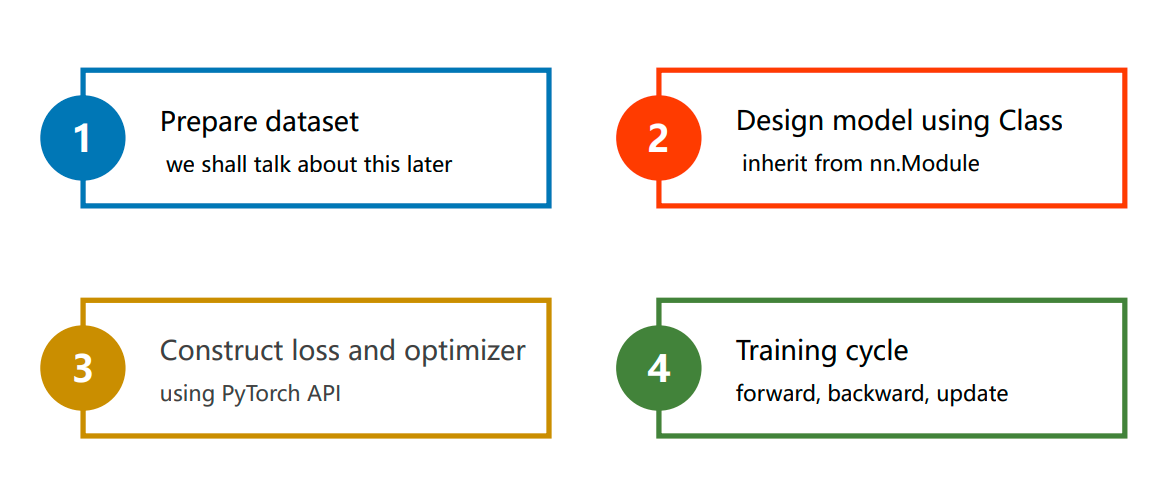 1
Prepare dataset
we shall talk about this later
2
Design model using Class
inherit from nn.Module
3
Construct loss and optimizer
using PyTorch API
4
Training cycle
forward, backward, update